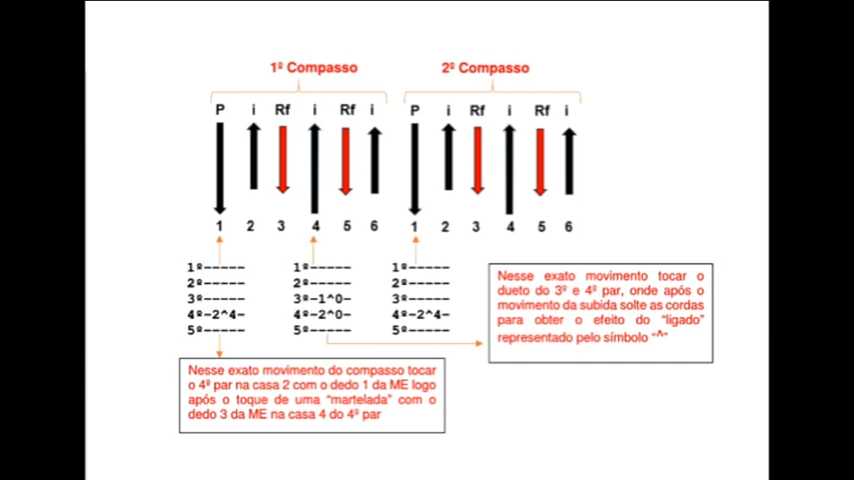 1º Compasso 2º Compasso
P i Rf i Rf i P i Rf i Rf i
1 2 3 4 5 6 1 2 3 4 5 6
1º----- 1º----- 1º-----
2º----- 2º----- 2º-----
3º----- 3º-1^0- 3º-----
4º-2^4- 4º-2^0- 4º-2^4-
5º----- 5º----- 5º-----
Nesse exato movimento tocar o
dueto do 3º e 4º par, onde após o
movimento da subida solte as cordas
para obter o efeito do “ligado”
representado pelo símbolo “^”
Nesse exato movimento do compasso tocar
o 4º par na casa 2 com o dedo 1 da ME logo
após o toque de uma “martelada” com o
dedo 3 da ME na casa 4 do 4º par